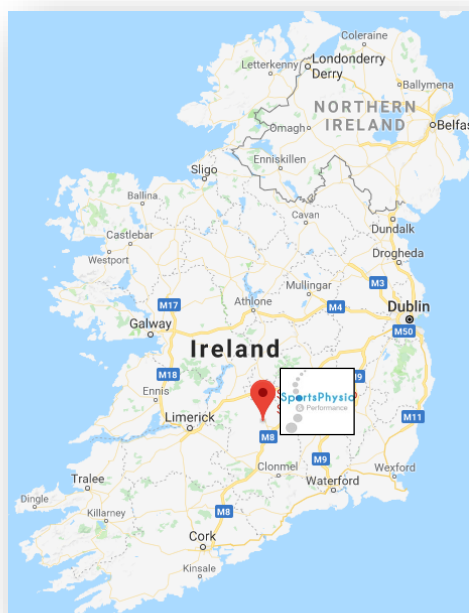 Coleraine
Letterkenny
Londonderry
Derry
Ballymena
NORTHERN
IRELAND
Omagh
Belfas
Enniskillen
Sligo
Ballina
Cavan
Dundalk
Castlebar
Westport
Drogheda
M3
Mullingar
M17
Athlone
M4
Dublin
Galway
M50
Ireland
M18
M9
SportsPhysio
& Performance
Ennis
Limerick
M11
M8
Clonmel
M9
Wexford
Tralee
Waterford
Dingle
Killarney
M8
Cork
Kinsale